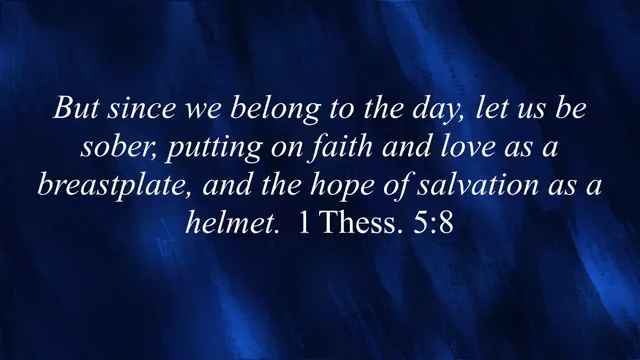 But since we belong to the day, let us be
sober, putting on faith and love as a
breastplate, and the hope of salvation as a
helmet.  1 Thess. 5:8